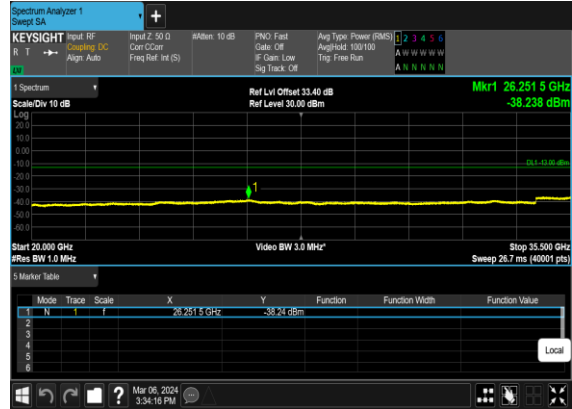 Spectrum Analyzer 1
Swept SA
+
KEYSIGHT
R T
LW
Input: RF
Coupling: DC
Align: Auto
Input Z: 50 Ω
Corr CCorr
Freq Ref: Int (S)
#Atten: 10 dB
PNO: Fast
Gate: Off
IF Gain: Low
Sig Track: Off
Avg Type: Power (RMS)
Avg|Hold: 100/100
Trig: Free Run
1 2 3 4 5 6
A W W W W W
A N N N N N
1 Spectrum
Scale/Div 10 dB
Ref Lvl Offset 33.40 dB
Ref Level 30.00 dBm
Mkr1 26.251 5 GHz
-38.238 dBm
Log
20.0
10.0
0.00
-10.0
-20.0
-30.0
-40.0
-50.0
-60.0
DL1 -13.00 dBm
1
Start 20.000 GHz
#Res BW 1.0 MHz
Video BW 3.0 MHz*
Stop 35.500 GHz
Sweep 26.7 ms (40001 pts)
5 Marker Table
Mode Trace Scale X Y Function Function Width Function Value
1 N 1 f 26.251 5 GHz -38.24 dBm
2
3
4
5
6
Local
?
Mar 06, 2024
3:34:16 PM